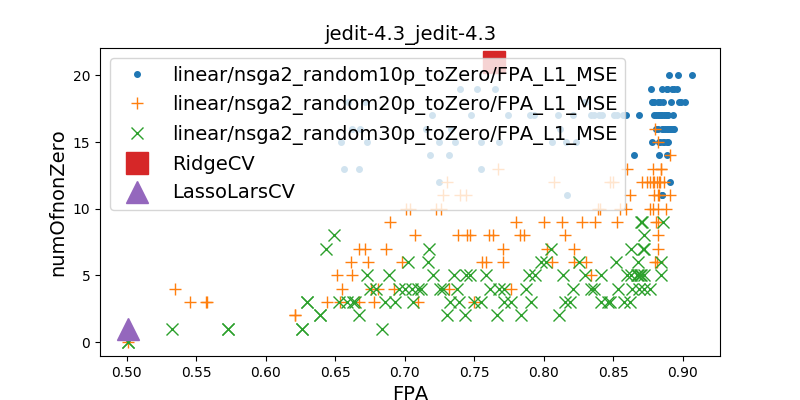 jedit-4.3_jedit-4.3
linear/nsga2_random10p_toZero/FPA_L1_MSE
linear/nsga2_random20p_toZero/FPA_L1_MSE
linear/nsga2_random30p_toZero/FPA_L1_MSE
RidgeCV
LassoLarsCV
numOfnonZero
20
15
10
5
0
0.50 0.55 0.60 0.65 0.70 0.75 0.80 0.85 0.90
FPA